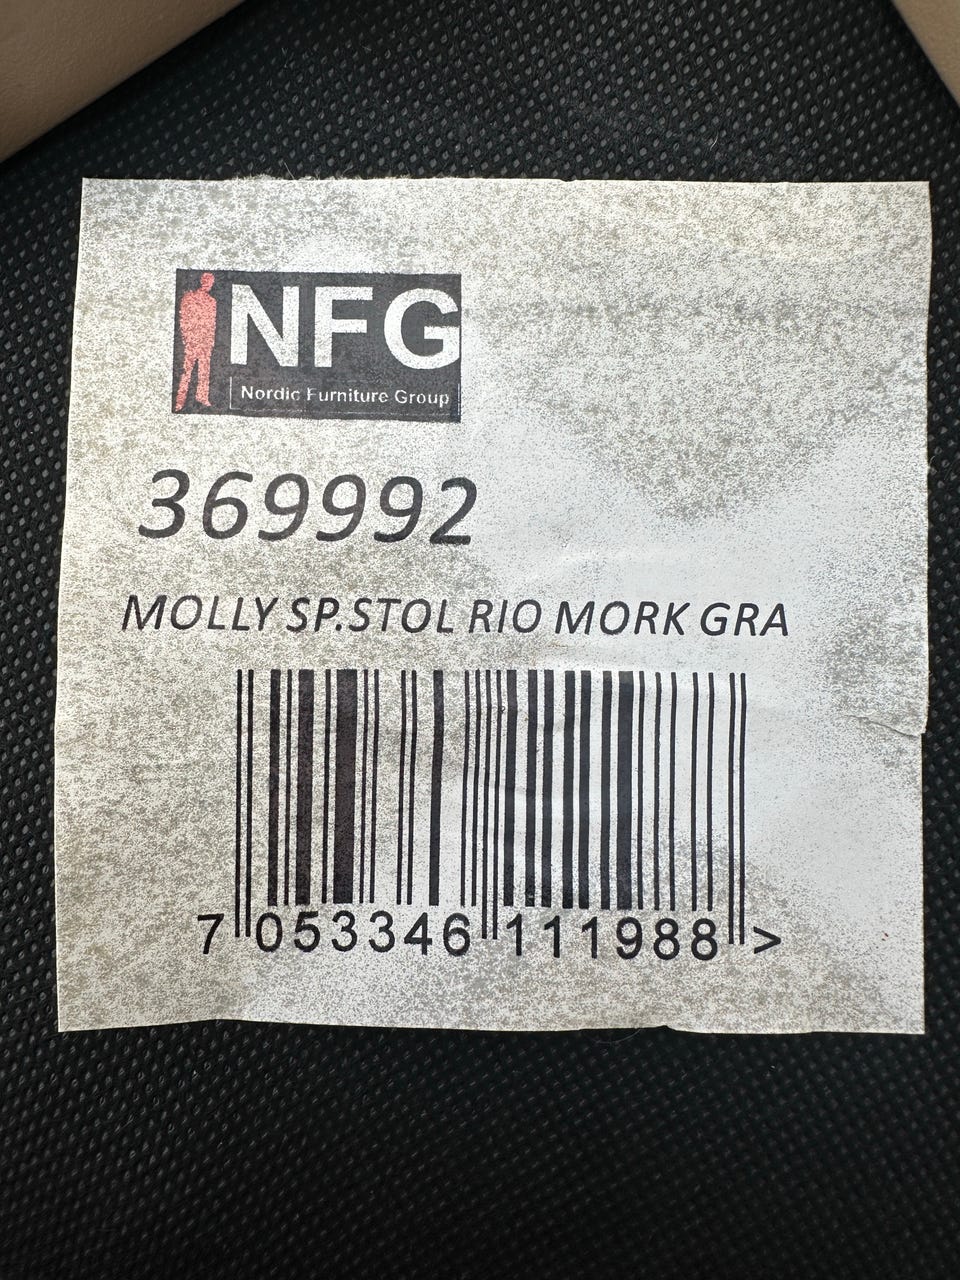 NFG
Nordic Furniture Group
369992
MOLLY SP.STOL RIO MORK GRA
7 053346 111988 >